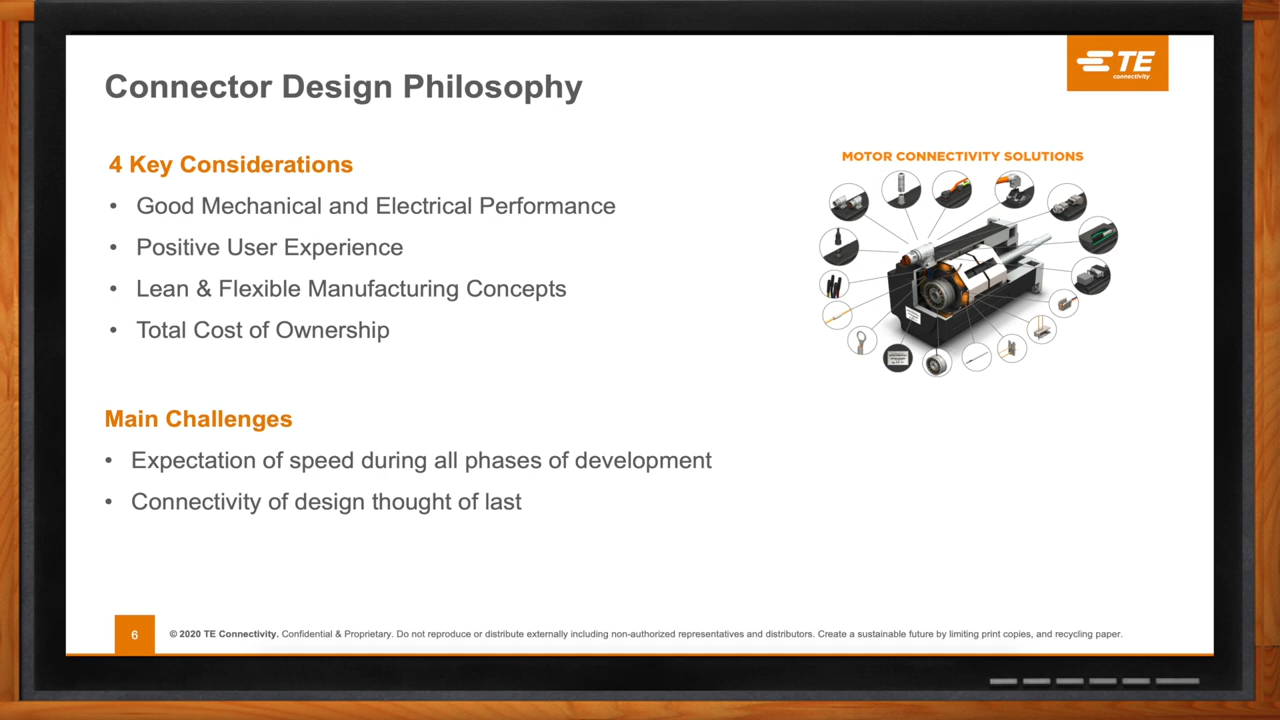 Connector Design Philosophy
TE
connectivity
4 Key Considerations
• Good Mechanical and Electrical Performance
• Positive User Experience
• Lean & Flexible Manufacturing Concepts
• Total Cost of Ownership
MOTOR CONNECTIVITY SOLUTIONS
Main Challenges
• Expectation of speed during all phases of development
• Connectivity of design thought of last
6
© 2020 TE Connectivity. Confidential & Proprietary. Do not reproduce or distribute externally including non-authorized representatives and distributors. Create a sustainable future by limiting print copies, and recycling paper.